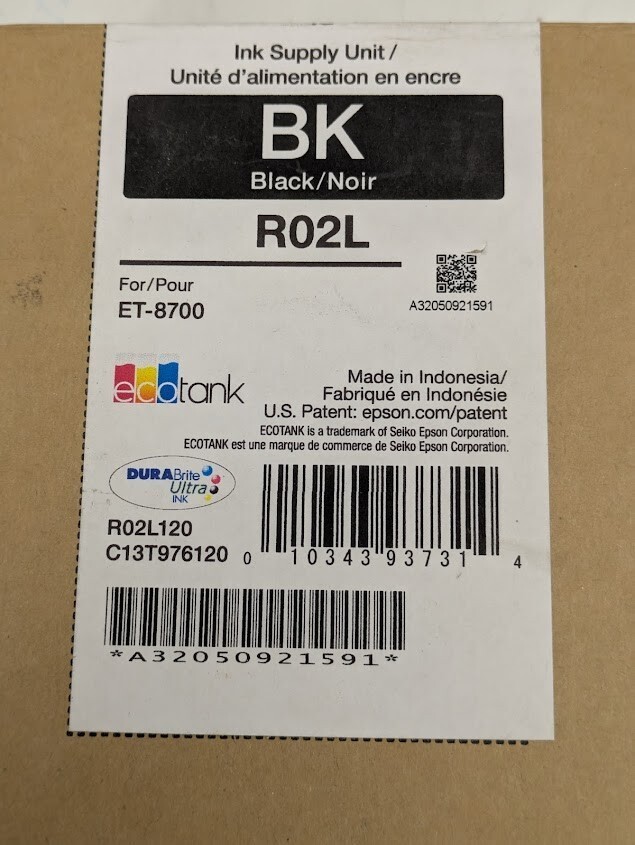 Ink Supply Unit /
Unité d'alimentation en encre
BK
Black/Noir
R02L
For/Pour
ET-8700
A32050921591
ecotank
Made in Indonesia/
Fabriqué en Indonésie
U.S. Patent: epson.com/patent
ECOTANK is a trademark of Seiko Epson Corporation.
ECOTANK est une marque de commerce de Seiko Epson Corporation.
DURABrite
Ultra
INK
R02L120
C13T976120
0 10343 93731 4
*A32050921591*